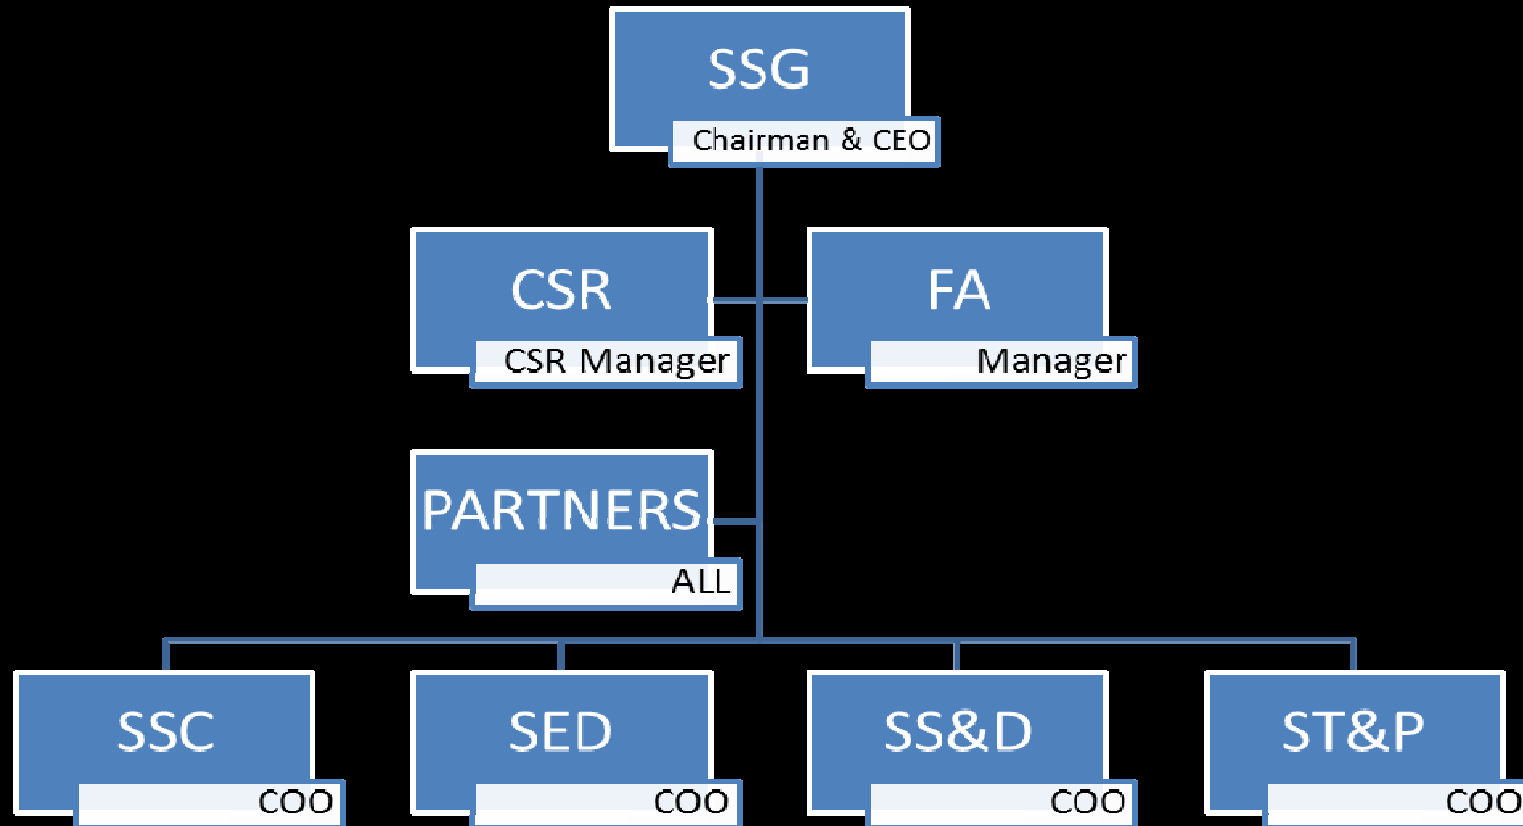 SSG
Chairman & CEO
CSR
CSR Manager
FA
Manager
PARTNERS
ALL
SSC
COO
SED
COO
SS&D
COO
ST&P
COO